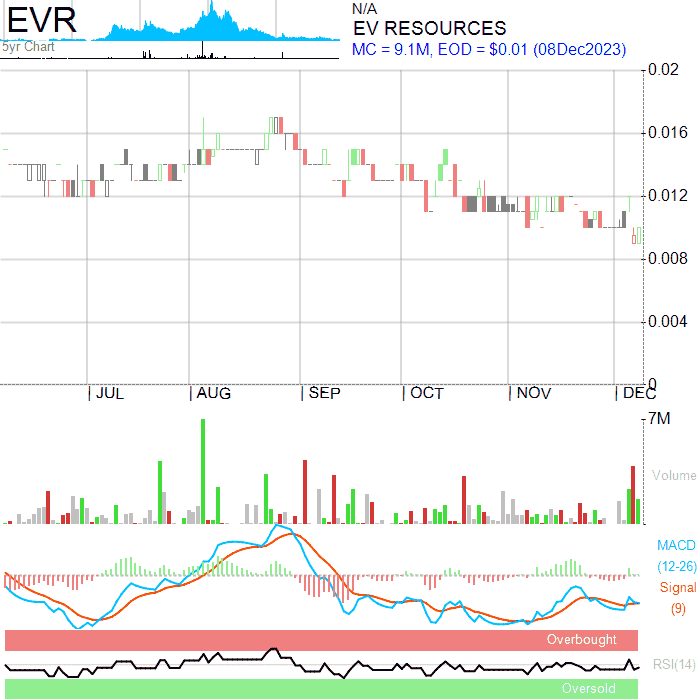 EVR
5yr Chart
N/A
EV RESOURCES
MC = 9.1M, EOD = $0.01 (08Dec2023)
0.02
0.016
0.012
0.008
0.004
0
JUL
AUG
SEP
OCT
NOV
DEC
7M
Volume
MACD
(12-26)
Signal
(9)
Overbought
RSI(14)
Oversold